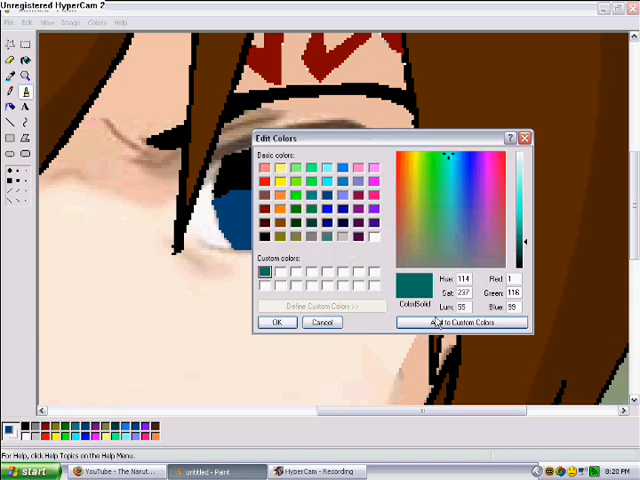 Unregistered HyperCam 2
File Edit View Image Colors Help
Edit Colors
Basic colors:
Custom colors:
Define Custom Colors >>
OK
Cancel
Color|Solid
Hue: 114
Sat: 237
Lum: 55
Red: 1
Green: 116
Blue: 99
Add to Custom Colors
For Help, click Help Topics on the Help Menu.
start
YouTube - The Narut...
untitled - Paint
HyperCam - Recording
8:20 PM